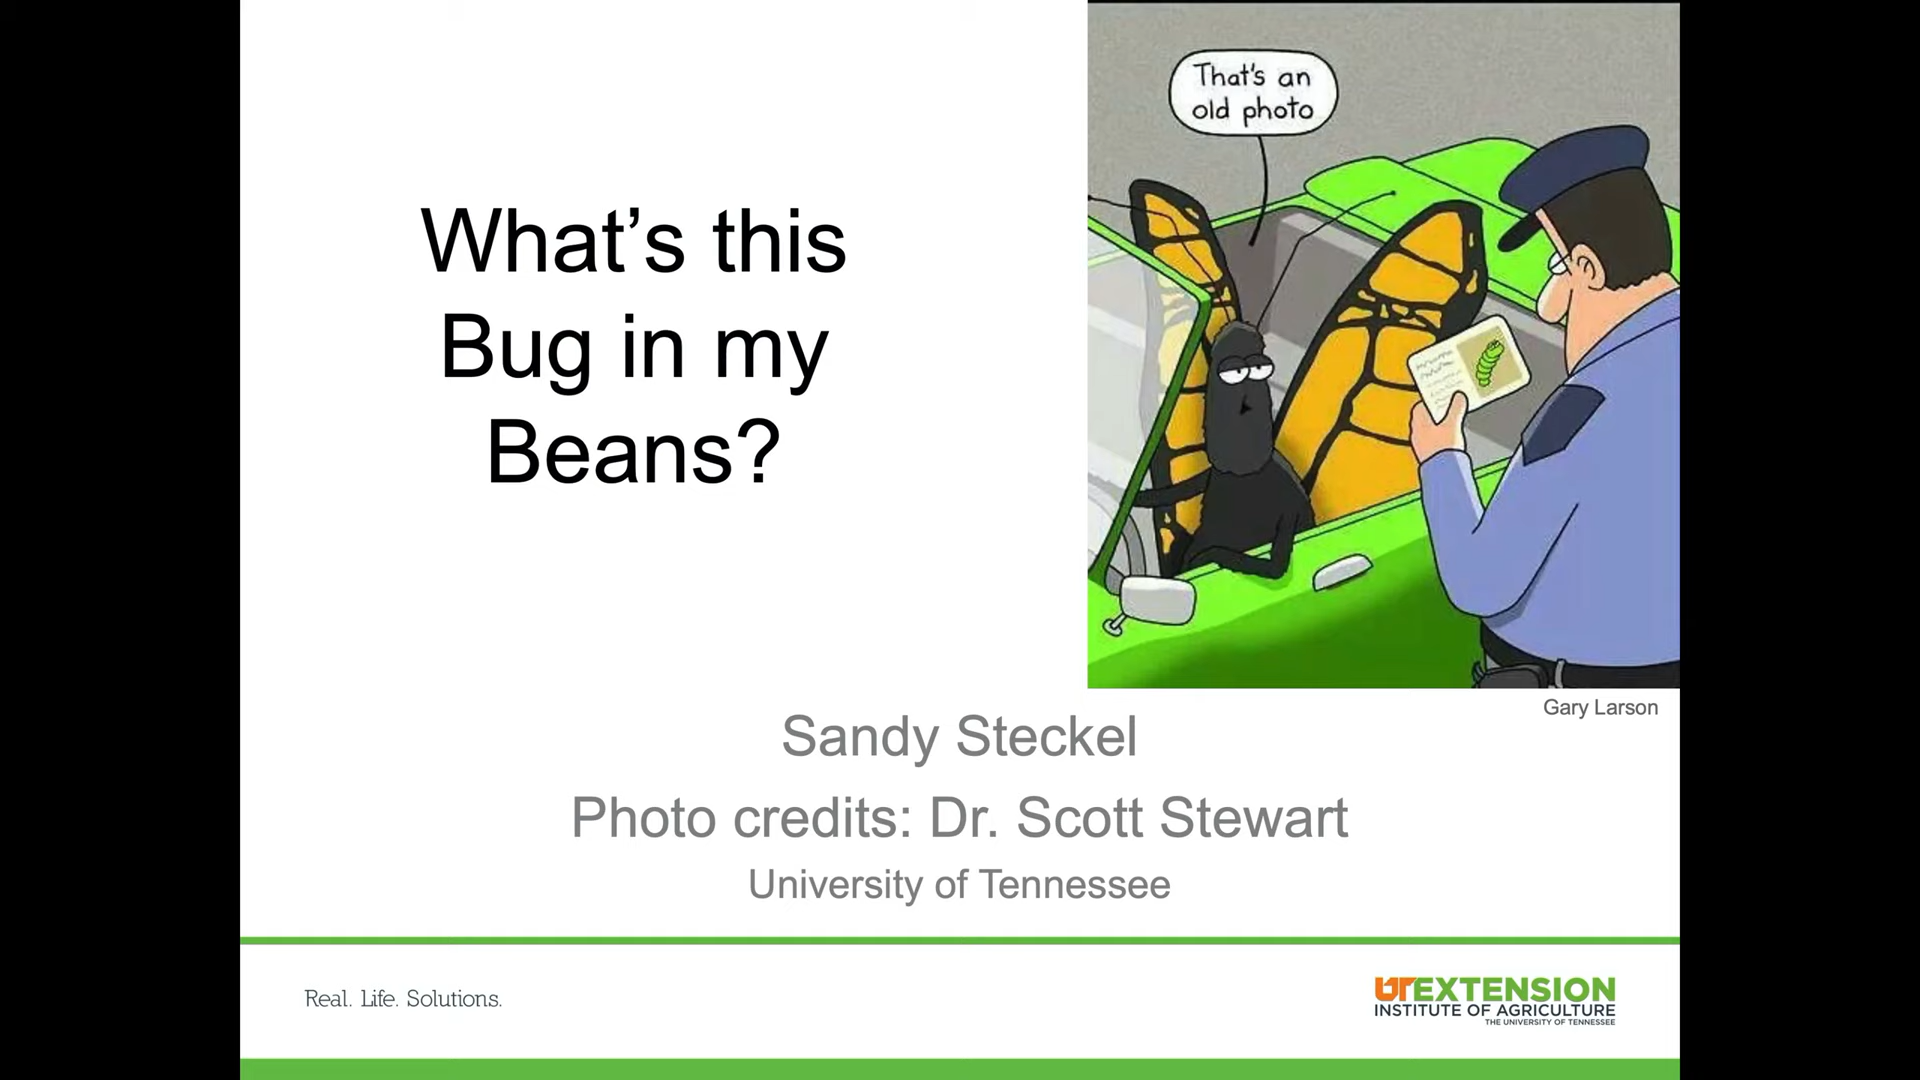 That's an
old photo
What’s this
Bug in my
Beans?
Gary Larson
Sandy Steckel
Photo credits: Dr. Scott Stewart
University of Tennessee
Real. Life. Solutions.
UTEXTENSION
INSTITUTE OF AGRICULTURE
THE UNIVERSITY OF TENNESSEE